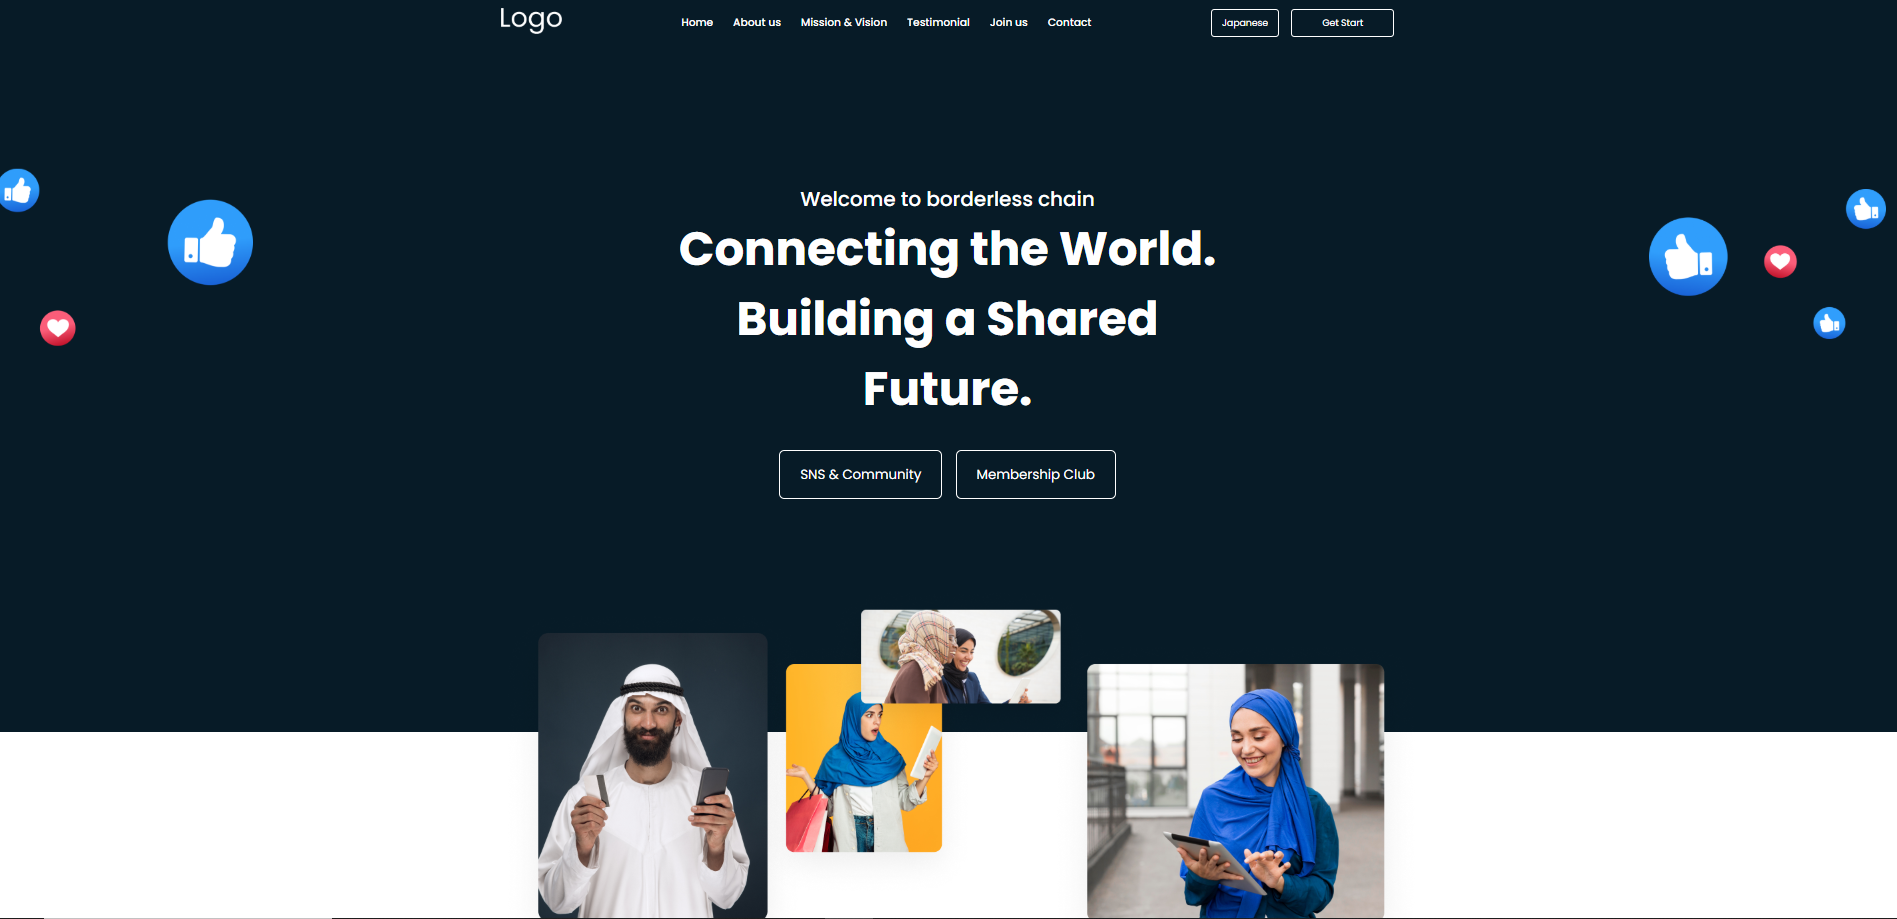 Logo
Home
About us
Mission & Vision
Testimonial
Join us
Contact
Japanese
Get Start
Welcome to borderless chain
Connecting the World.
Building a Shared
Future.
SNS & Community
Membership Club